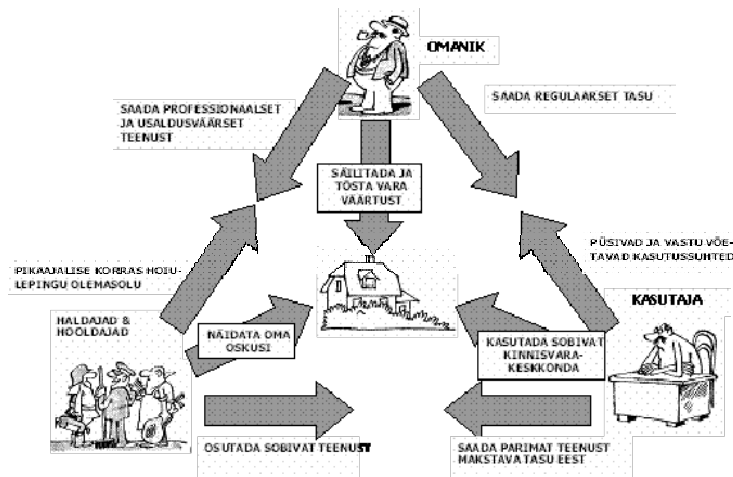 OMANIK
SAADA PROFESSIONAALSET
JA USALDUSVÄÄRSET
TEENUST
SAADA REGULAARSET TASU
SÄILITADA JA
TÕSTA VARA
VÄÄRTUST
PIKAAJALISE KORRAS HOIU-
LEPINGU OLEMASOLU
PÜSIVAD JA VASTU VÕE-
TAVAD KASUTUSSUHTED
HALDAJAD &
HOOLDAJAD
NÄIDATA OMA
OSKUSI
KASUTAJA
KASUTADA SOBIVAT
KINNISVARA-
KESKKONDA
OSUTADA SOBIVAT TEENUST
SAADA PARIMAT TEENUST
MAKSTAVA TASU EEST